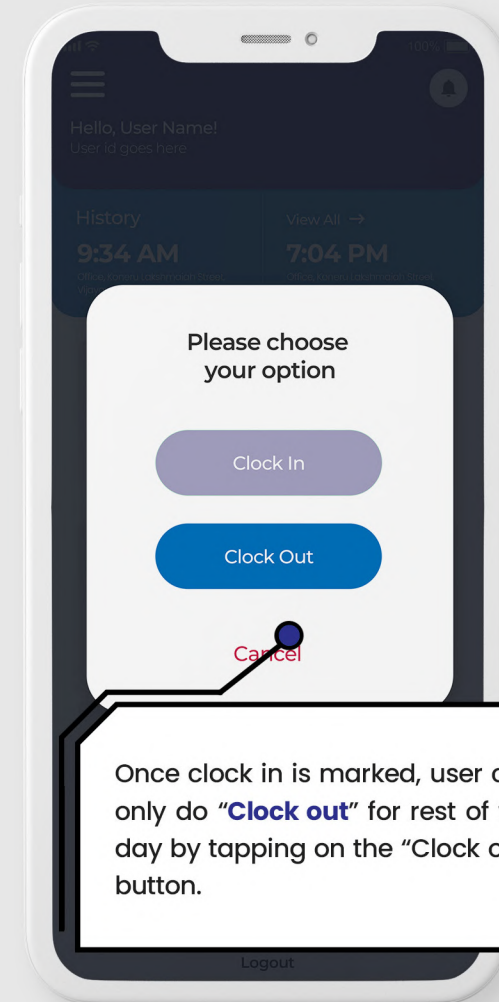 100%
Hello, User Name!
User id goes here
History
View All →
9:34 AM
7:04 PM
Please choose
your option
Clock In
Clock Out
Cancel
Once clock in is marked, user
only do “Clock out” for rest of
day by tapping on the “Clock
button.
Logout